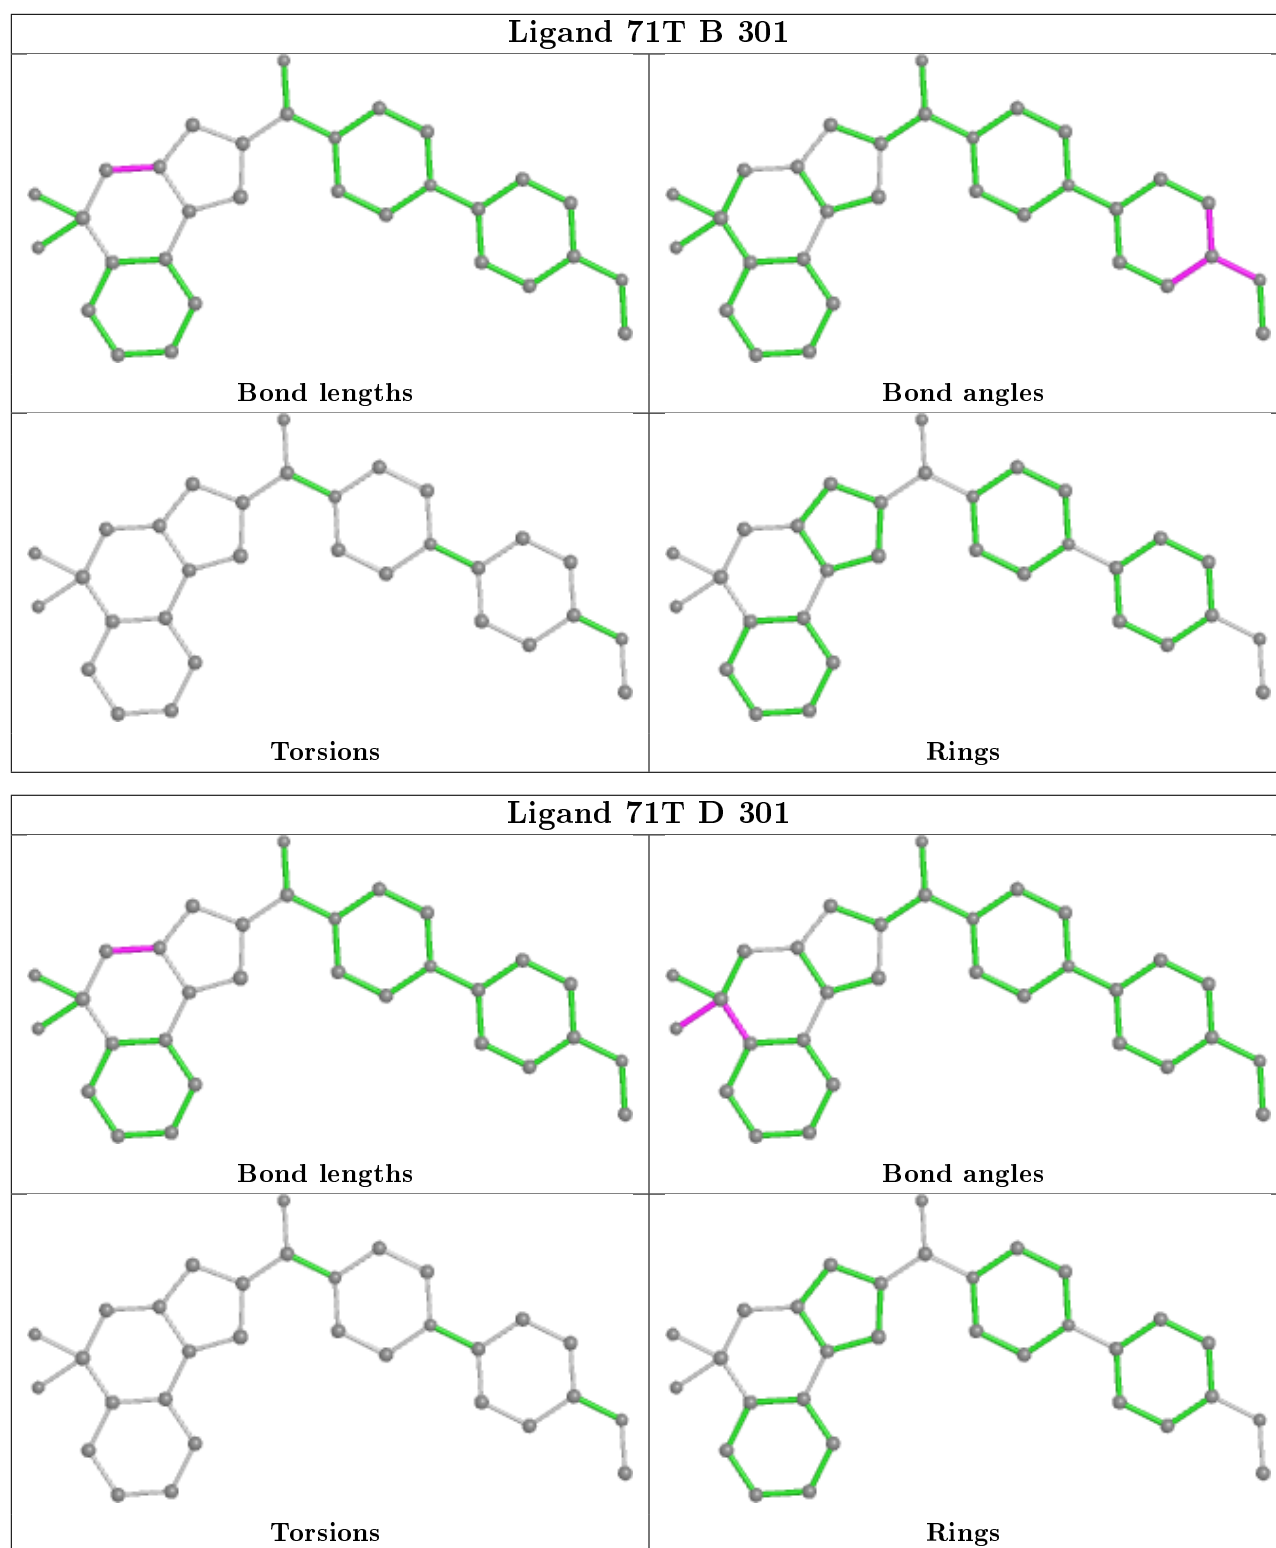 Ligand 71T B 301
Bond lengths
Bond angles
Torsions
Rings
Ligand 71T D 301
Bond lengths
Bond angles
Torsions
Rings